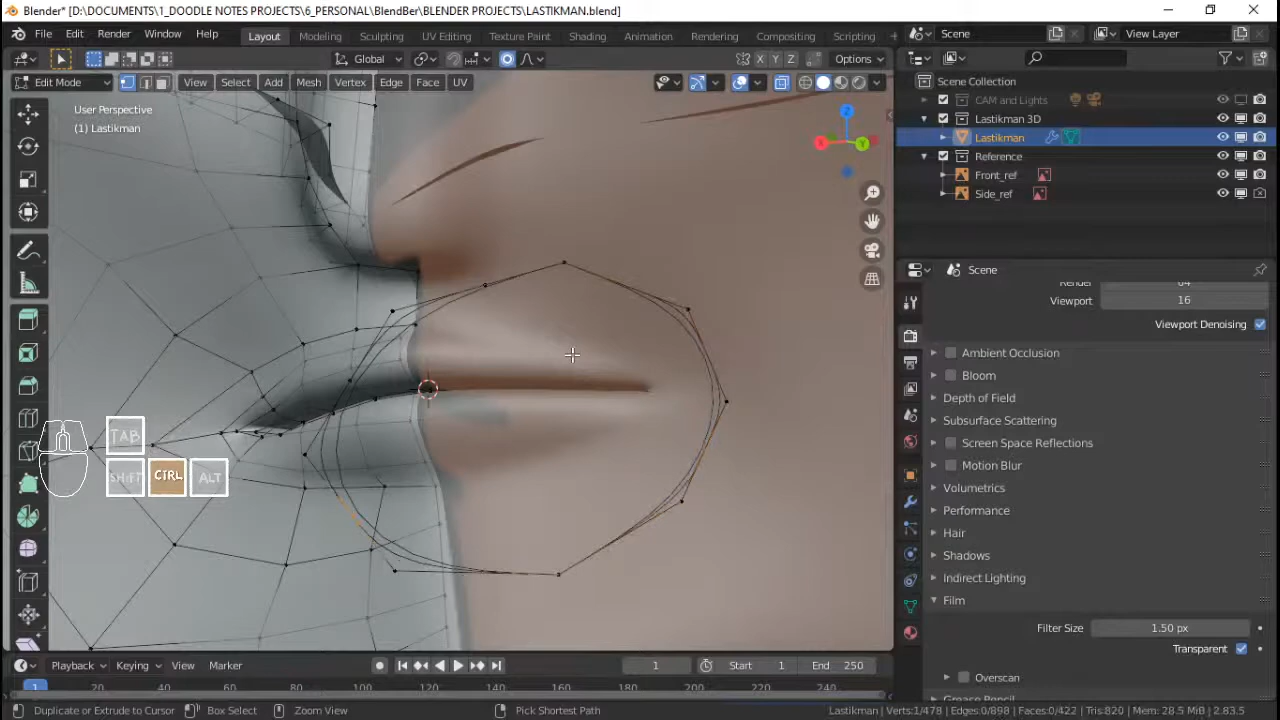 Blender* [D:\DOCUMENTS\1_DOODLE NOTES PROJECTS\6_PERSONAL\BlendBer\BLENDER PROJECTS\LASTIKMAN.blend]
File Edit Render Window Help Layout Modeling Sculpting UV Editing Texture Paint Shading Animation Rendering Compositing Scripting + Scene View Layer
Global X Y Z Options
Edit Mode View Select Add Mesh Vertex Edge Face UV
User Perspective
(1) Lastikman
Z
X Y
Scene Collection
CAM and Lights
Lastikman 3D
Lastikman
Reference
Front_ref
Side_ref
Scene
Render 64
Viewport 16
Viewport Denoising
Ambient Occlusion
Bloom
Depth of Field
Subsurface Scattering
Screen Space Reflections
Motion Blur
Volumetrics
Performance
Hair
Shadows
Indirect Lighting
Film
Filter Size 1.50 px
Transparent
Overscan
Grease Pencil
TAB
SHIFT CTRL ALT
Playback Keying View Marker 1 Start 1 End 250
1 20 40 60 80 100 120 140 160 180 200 220 240
Duplicate or Extrude to Cursor Box Select Zoom View Pick Shortest Path Lastikman | Verts:1/478 | Edges:0/898 | Faces:0/422 | Tris:820 | Mem: 28.5 MiB | 2.83.5